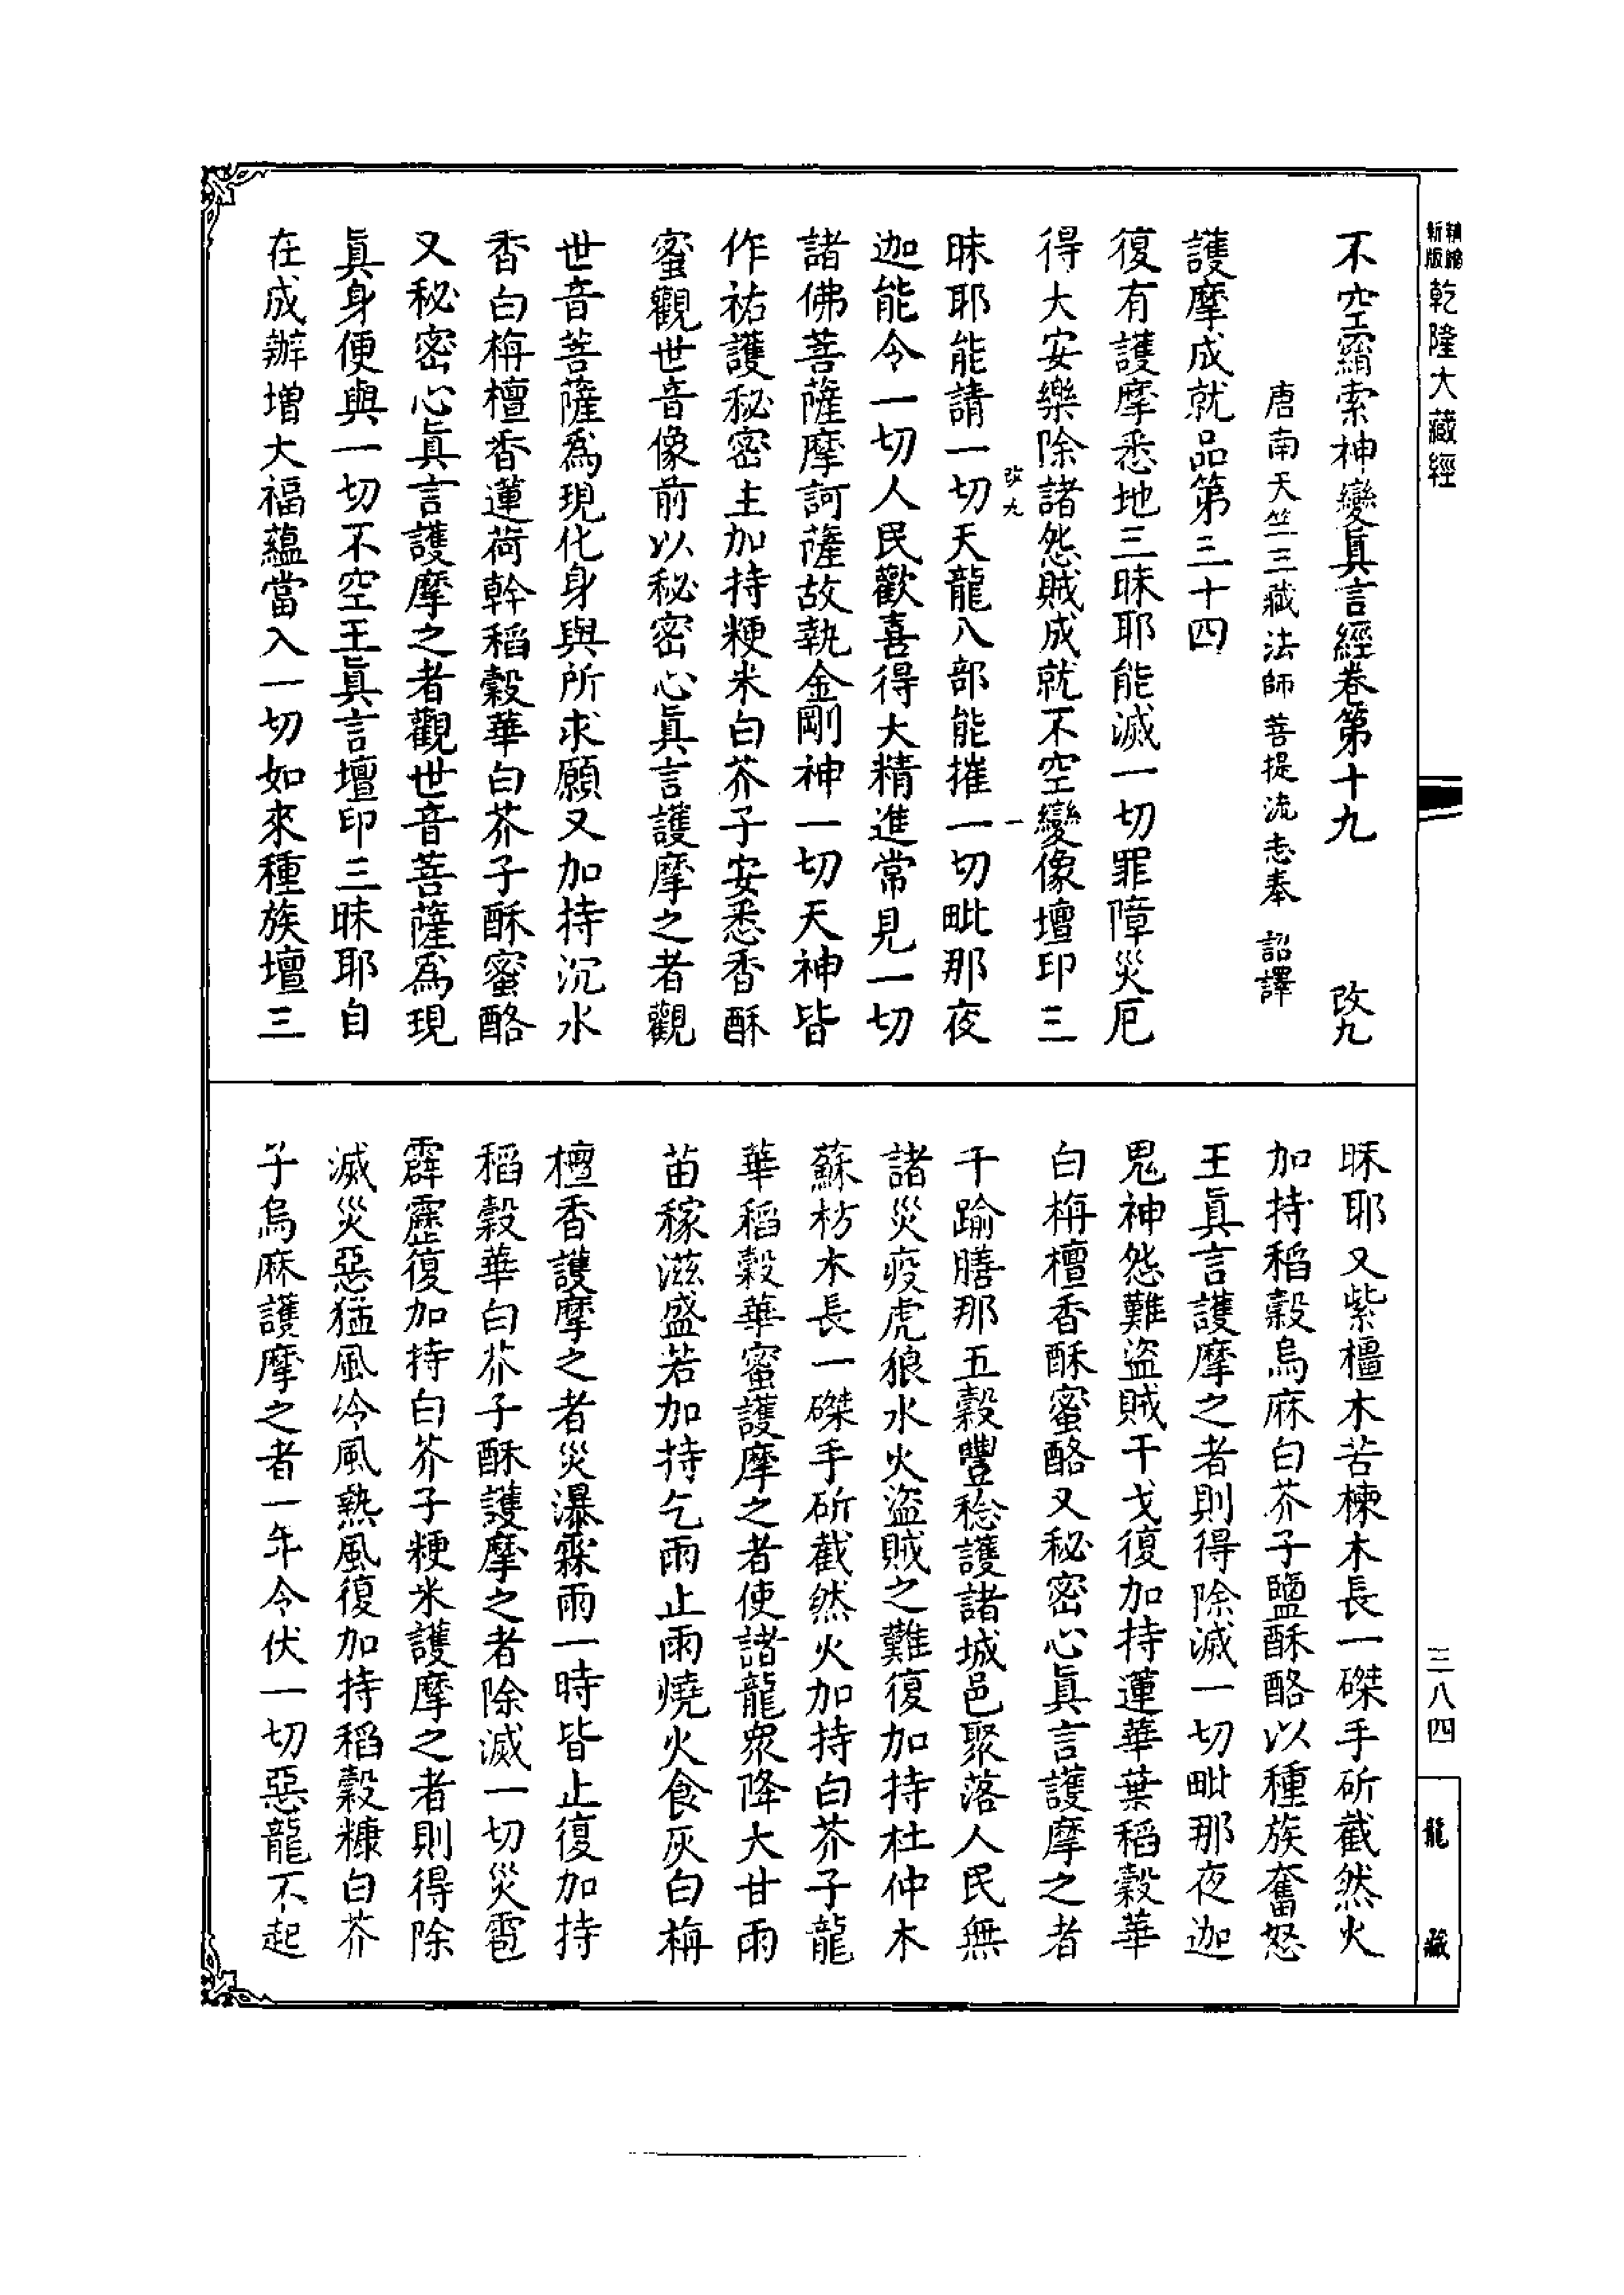 新版
精縮
乾隆大藏經
三八四
龍藏
不空羂索神變眞言經卷第十九 改九
唐南天竺三藏法師菩提流志奉 詔譯
護摩成就品第三十四
復有護摩悉地三昧耶能滅一切罪障災厄
得大安樂除諸怨賊成就不空變像壇印三
改九 一
昧耶能請一切天龍八部能摧一切毗那夜
迦能令一切人民歡喜得大精進常見一切
諸佛菩薩摩訶薩故執金剛神一切天神皆
作祐護秘密主加持粳米白芥子安悉香酥
蜜觀世音像前以秘密心眞言護摩之者觀
世音菩薩爲現化身與所求願又加持沉水
香白栴檀香蓮荷幹稻穀華白芥子酥蜜酪
又秘密心眞言護摩之者觀世音菩薩爲現
眞身便與一切不空王眞言壇印三昧耶自
在成辦增大福蘊當入一切如來種族壇三
昧耶又紫橿木苦楝木長一磔手斫截然火
加持稻穀烏麻白芥子鹽酥酪以種族奮怒
王眞言護摩之者則得除滅一切毗那夜迦
鬼神怨難盜賊干戈復加持蓮華葉稻穀華
白栴檀香酥蜜酪又秘密心眞言護摩之者
千踰膳那五穀豐稔護諸城邑聚落人民無
諸災疫虎狼水火盜賊之難復加持杜仲木
蘇枋木長一磔手斫截然火加持白芥子龍
華稻穀華蜜護摩之者使諸龍衆降大甘雨
苗稼滋盛若加持乞雨止雨燒火食灰白栴
檀香護摩之者災瀑霖雨一時皆止復加持
稻穀華白芥子酥護摩之者除滅一切災雹
霹靂復加持白芥子粳米護摩之者則得除
滅災惡猛風冷風熱風復加持稻穀糠白芥
子烏麻護摩之者一年令伏一切惡龍不起